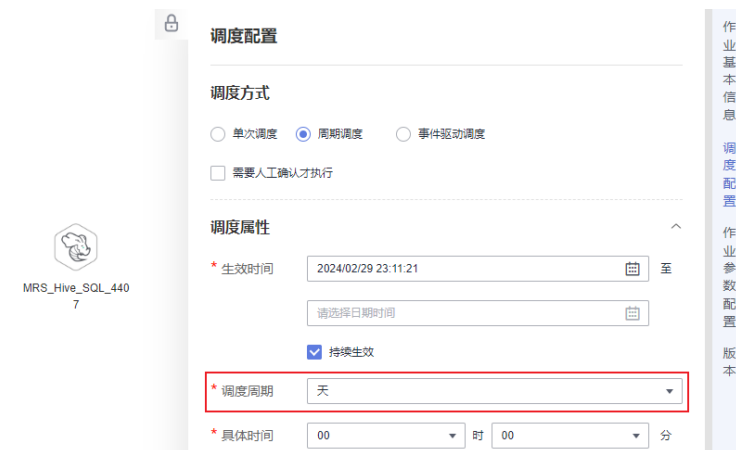 调度配置
调度方式
单次调度
周期调度
事件驱动调度
需要人工确认才执行
调度属性
* 生效时间
2024/02/29 23:11:21
至
请选择日期时间
持续生效
* 调度周期
天
* 具体时间
00
时
00
分
MRS_Hive_SQL_440
7
作
业
基
本
信
息
调
度
配
置
作
业
参
数
配
置
版
本